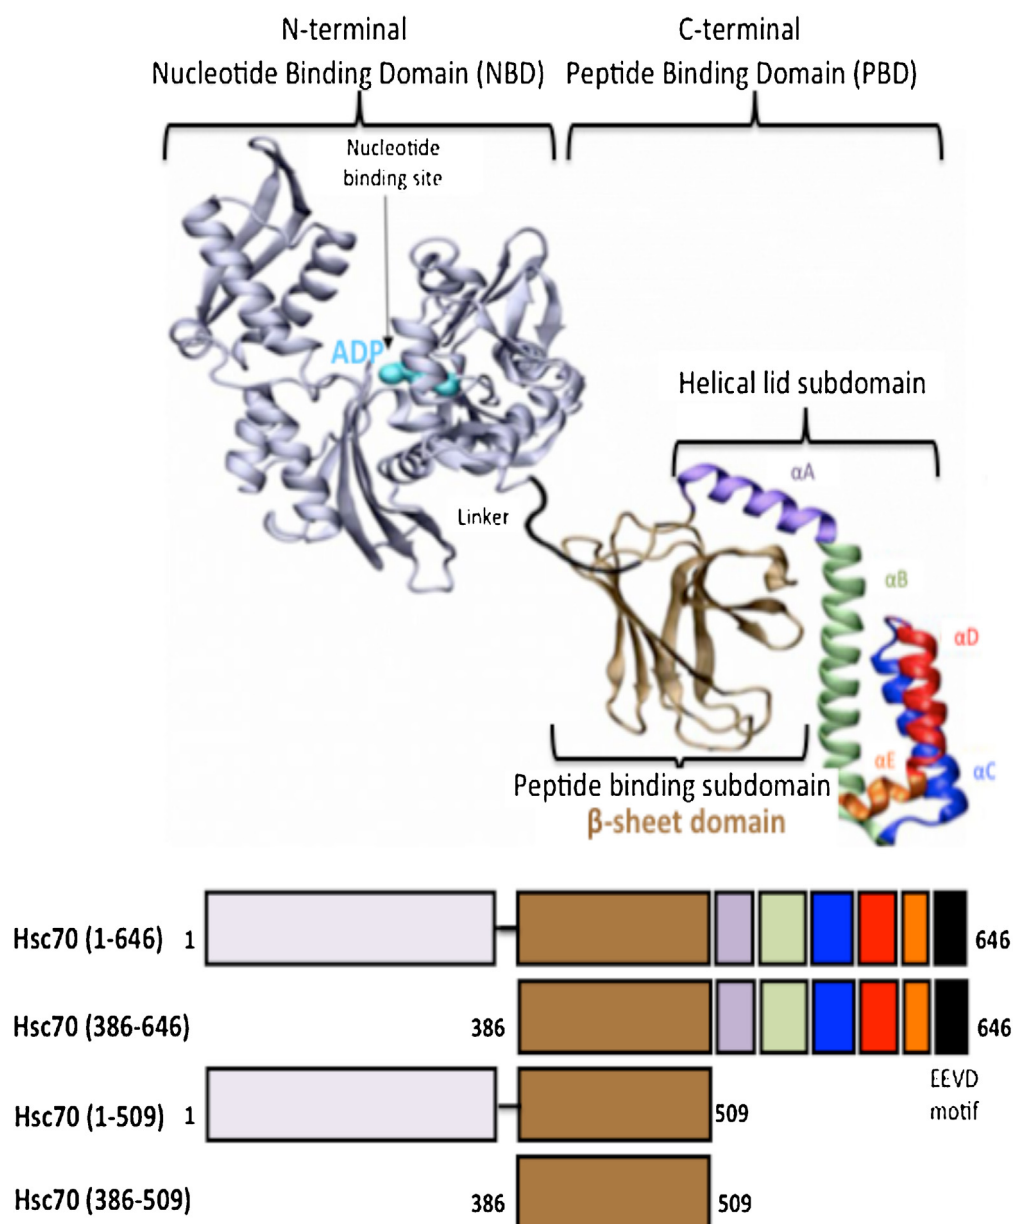 N-terminal
Nucleotide Binding Domain (NBD)
C-terminal
Peptide Binding Domain (PBD)
Nucleotide
binding site
ADP
Helical lid subdomain
αA
Linker
αB
αD
αE
αC
Peptide binding subdomain
β-sheet domain
Hsc70 (1-646) 1 646
Hsc70 (386-646) 386 646
EEVD
motif
Hsc70 (1-509) 1 509
Hsc70 (386-509) 386 509